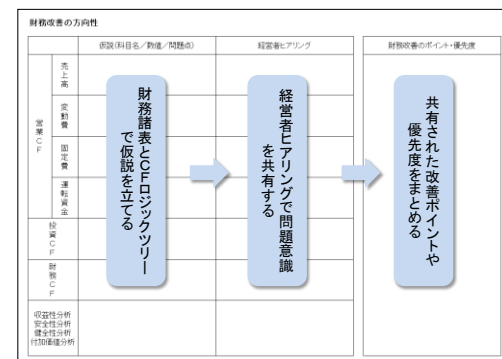 財務改善の方向性
仮説(科目名/数値/問題点)
経営者ヒアリング
財務改善のポイント・優先度
営業CF
売上高
変動費
固定費
運転資金
投資CF
財務CF
収益性分析
安全性分析
健全性分析
付加価値分析
財務諸表とCFロジックツリー
で仮説を立てる
経営者ヒアリングで問題意識
を共有する
共有された改善ポイントや
優先度をまとめる